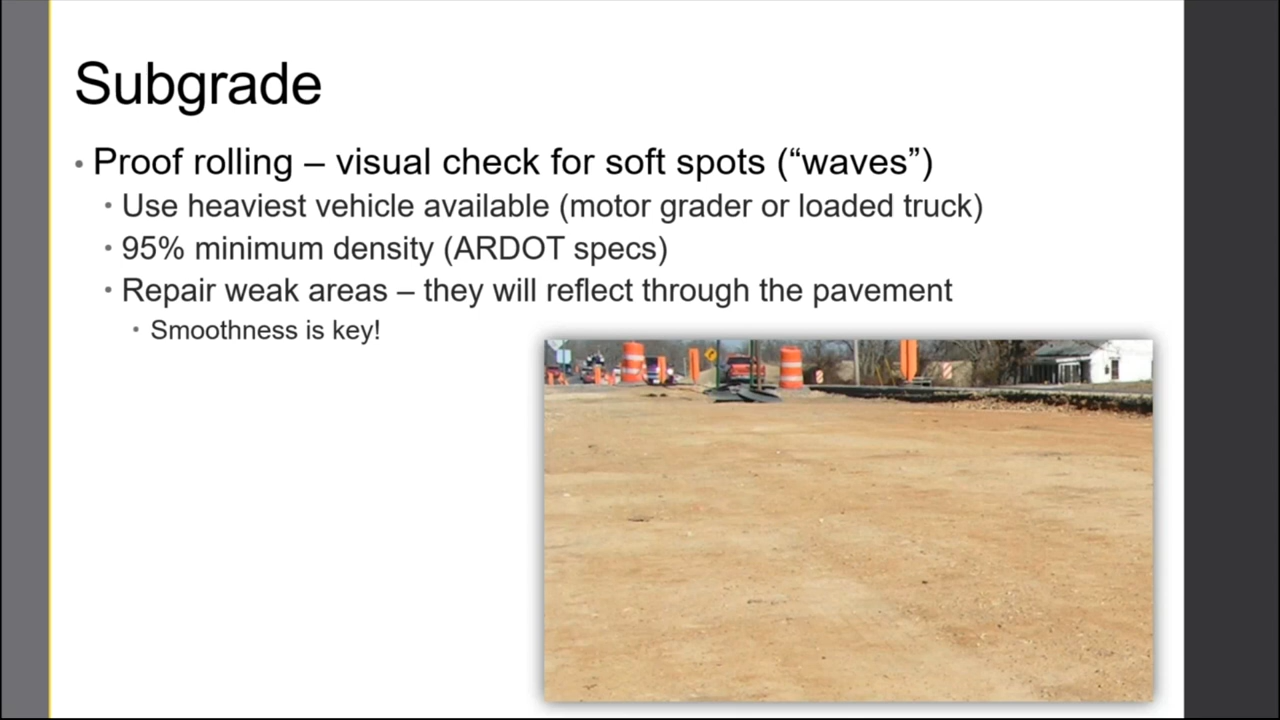 Subgrade
• Proof rolling – visual check for soft spots (“waves”)
• Use heaviest vehicle available (motor grader or loaded truck)
• 95% minimum density (ARDOT specs)
• Repair weak areas – they will reflect through the pavement
• Smoothness is key!